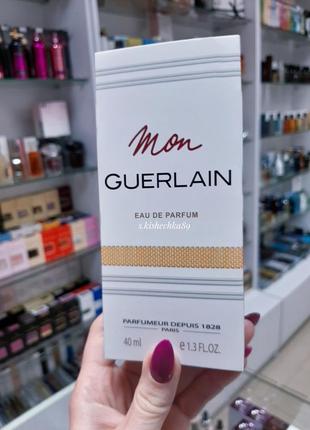 Mon
GUERLAIN
EAU DE PARFUM
s.kishechka89
PARFUMEUR DEPUIS 1828
PARIS
40 ml ℮ 1.3 FL.OZ.